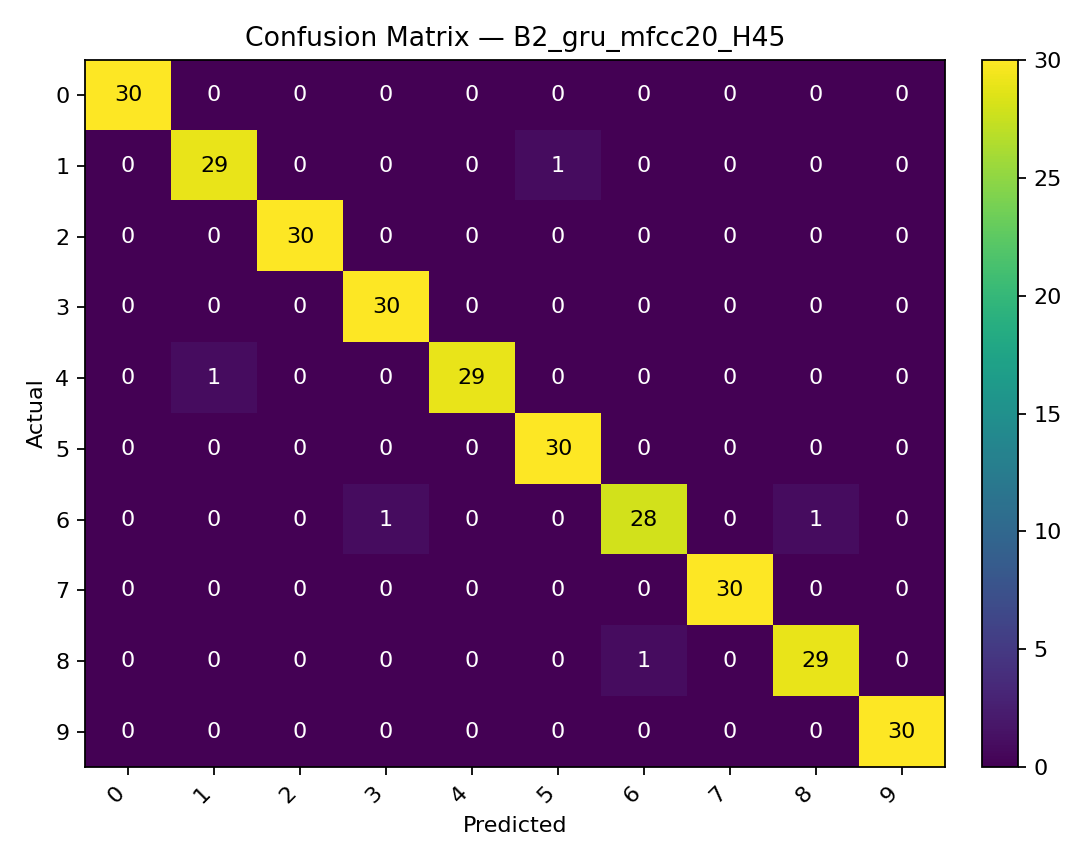 Confusion Matrix — B2_gru_mfcc20_H45
0 30 0 0 0 0 0 0 0 0 0
1 0 29 0 0 0 1 0 0 0 0
2 0 0 30 0 0 0 0 0 0 0
3 0 0 0 30 0 0 0 0 0 0
4 0 1 0 0 29 0 0 0 0 0
5 0 0 0 0 0 30 0 0 0 0
6 0 0 0 1 0 0 28 0 1 0
7 0 0 0 0 0 0 0 30 0 0
8 0 0 0 0 0 0 1 0 29 0
9 0 0 0 0 0 0 0 0 0 30
0 1 2 3 4 5 6 7 8 9
Predicted
Actual
30
25
20
15
10
5
0